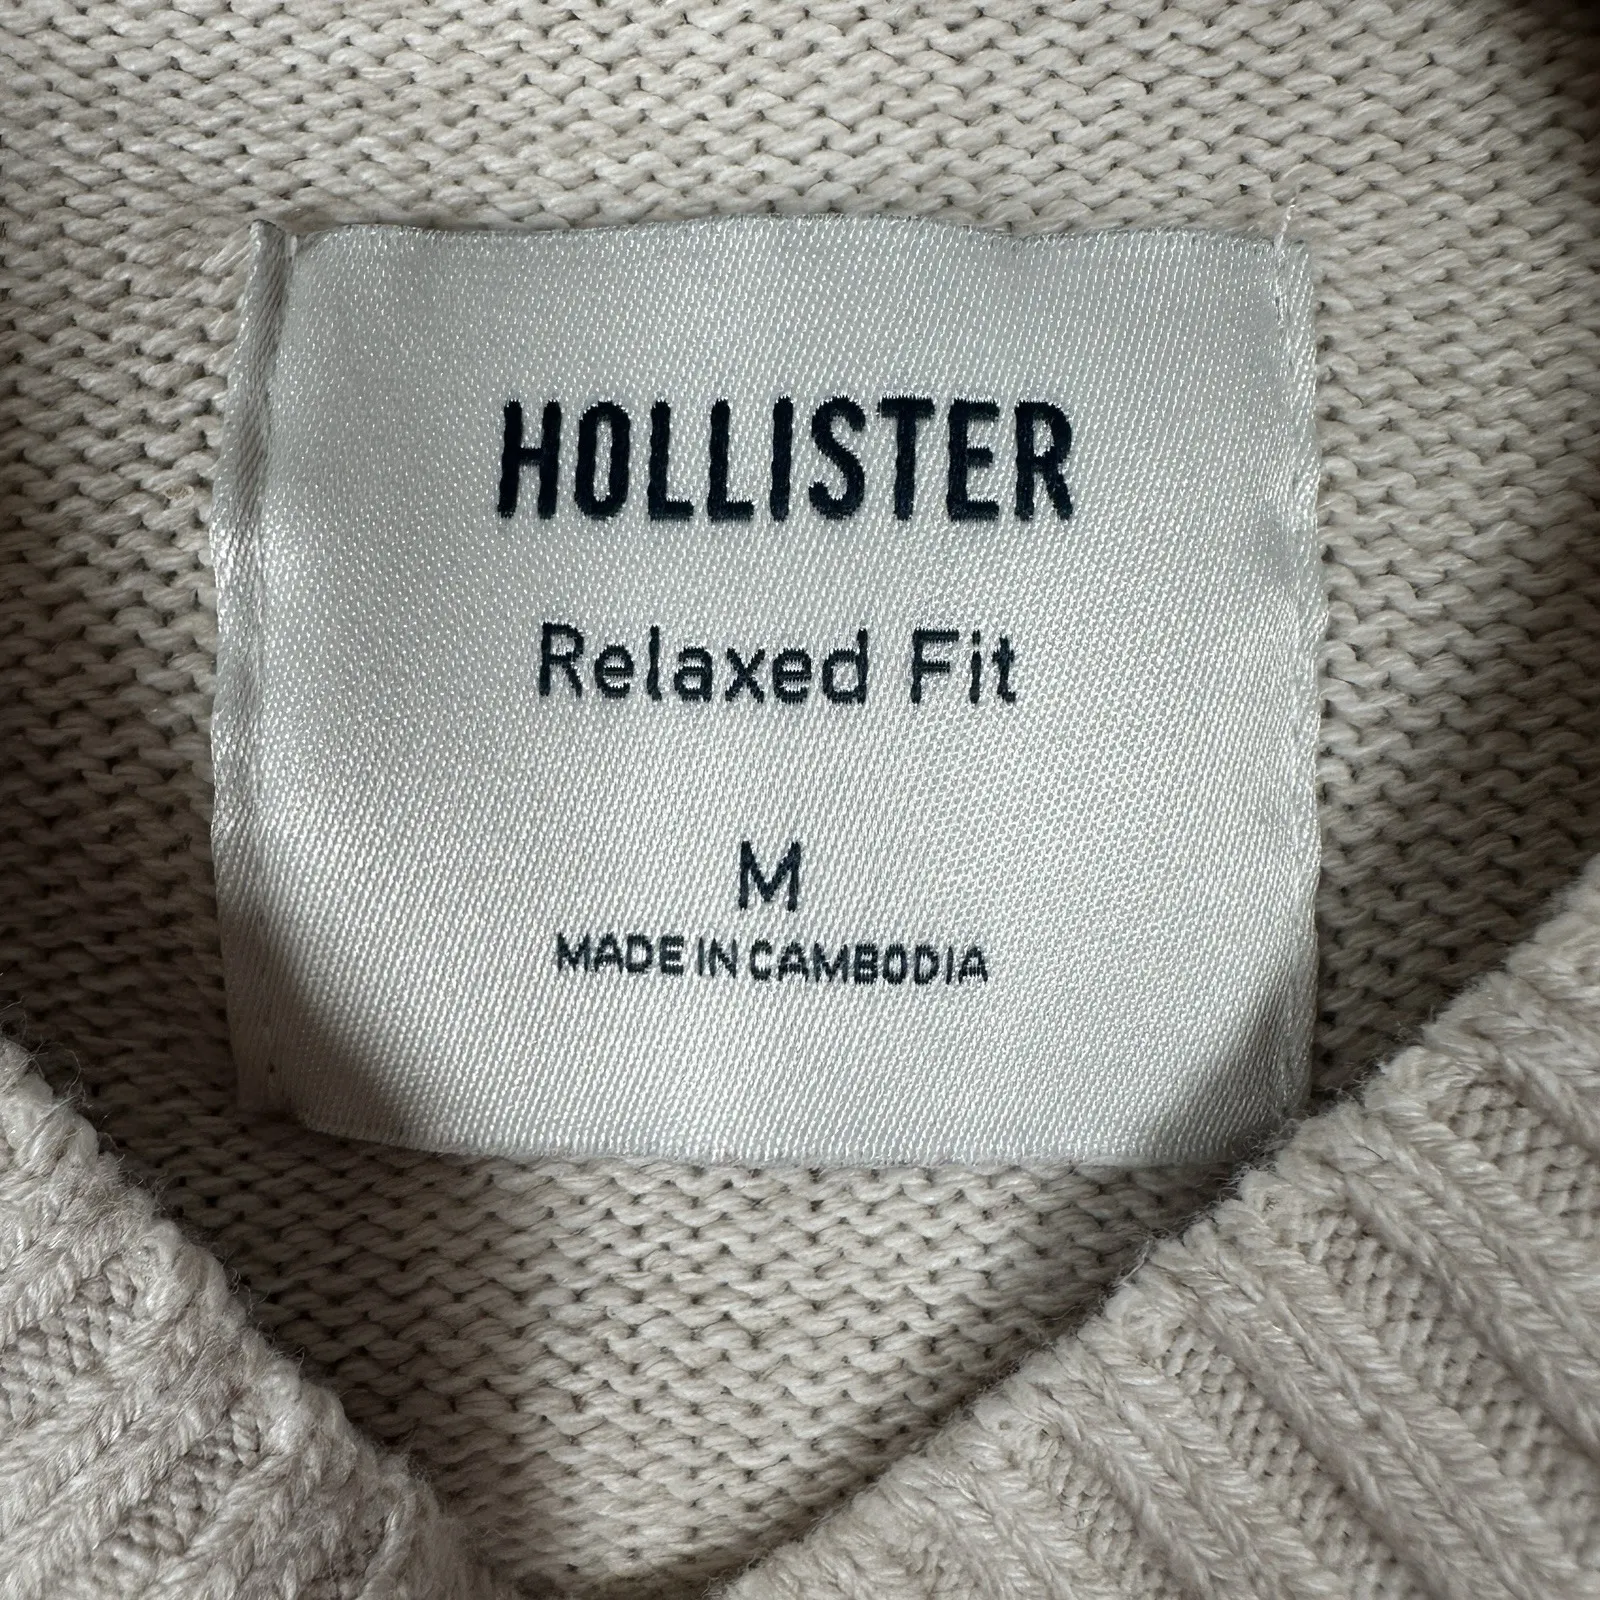 HOLLISTER
Relaxed Fit
M
MADE IN CAMBODIA